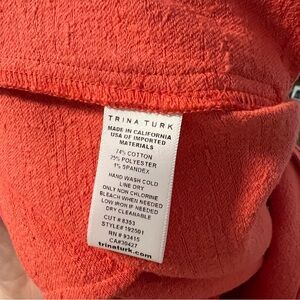 TRINA TURK
MADE IN CALIFORNIA
USA OF IMPORTED
MATERIALS
74% COTTON
25% POLYESTER
1% SPANDEX
HAND WASH COLD
LINE DRY
ONLY NON CHLORINE
BLEACH WHEN NEEDED
LOW IRON IF NEEDED
DRY CLEANABLE
CUT # 8353
STYLE# 192501
RN # 93415
CA#39427
trinaturk.com